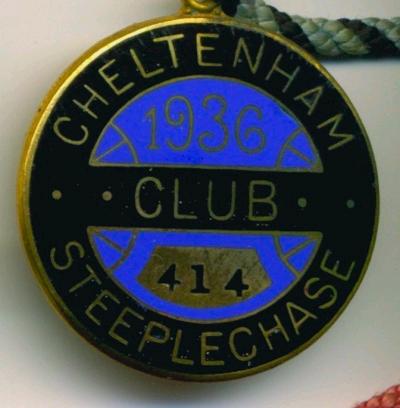 CHELTENHAM
1936
CLUB
414
STEEPLECHASE